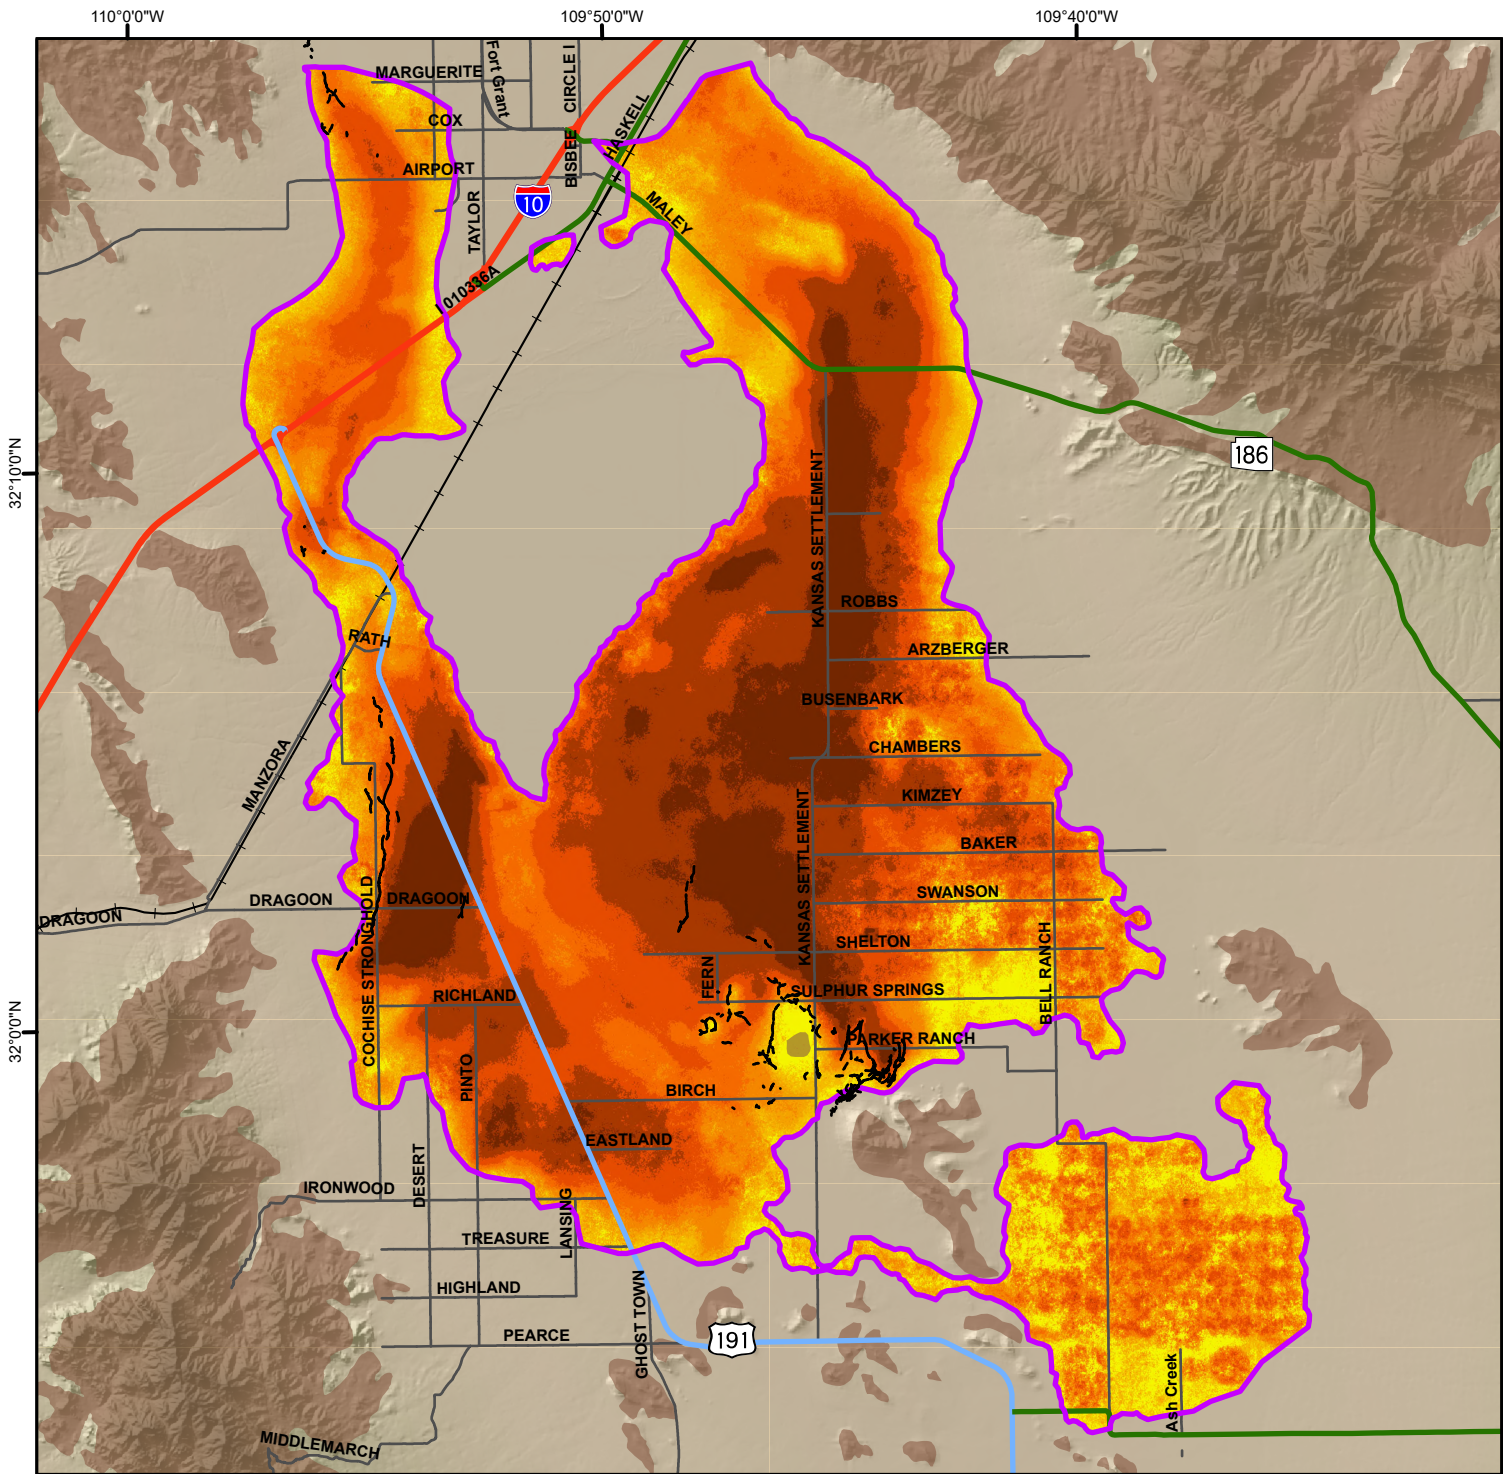 110°0'0"W
109°50'0"W
109°40'0"W
MARGUERITE
Fort Grant
CIRCLE I
COX
HASKELL
BISBEE
AIRPORT
TAYLOR
10
MALEY
I 010336A
32°10'0"N
186
KANSAS SETTLEMENT
ROBBS
RATH
ARZBERGER
BUSENBARK
CHAMBERS
MANZORA
KIMZEY
KANSAS SETTLEMENT
BAKER
DRAGOON
DRAGOON
DRAGOON
SWANSON
COCHISE STRONGHOLD
SHELTON
BELL RANCH
FERN
RICHLAND
SULPHUR SPRINGS
32°0'0"N
PARKER RANCH
PINTO
BIRCH
EASTLAND
DESERT
IRONWOOD
LANSING
TREASURE
HIGHLAND
GHOST TOWN
PEARCE
191
Ash Creek
MIDDLEMARCH